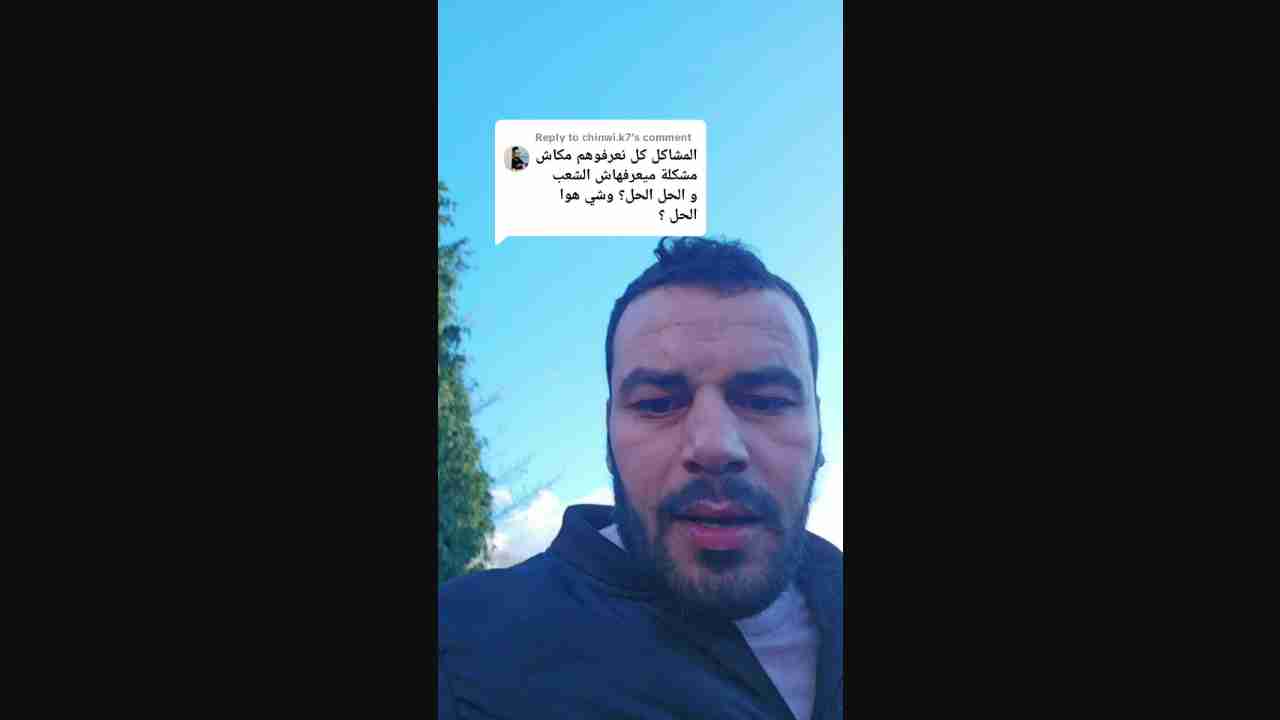 Reply to chinwi.k7's comment
المشاكل كل نعرفوهم مكاش
مشكلة ميعرفهاش الشعب
و الحل الحل؟ وشي هوا
الحل ؟